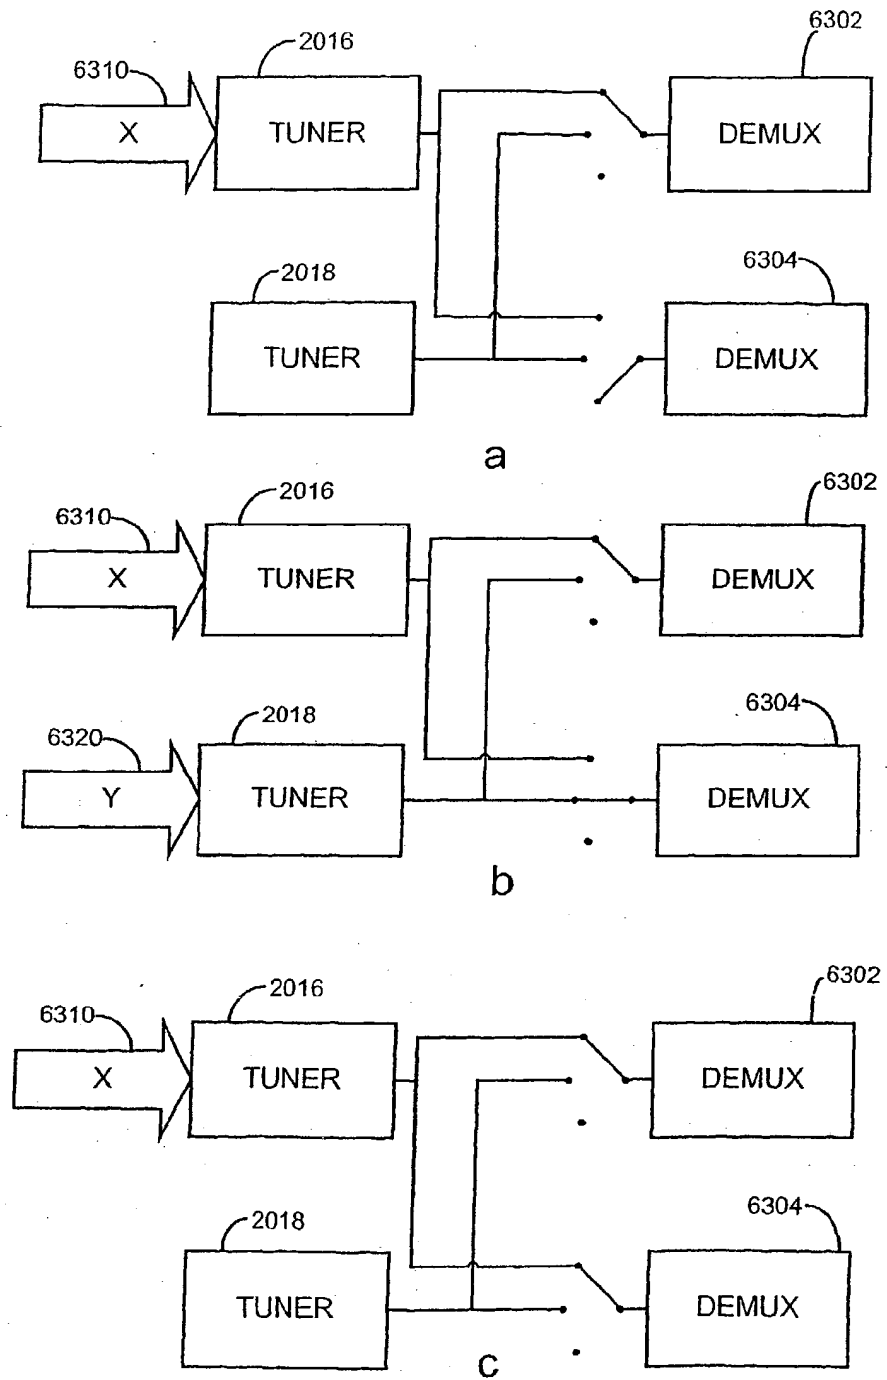 6310
2016
6302
X
TUNER
DEMUX
2018
6304
TUNER
DEMUX
a
6310
2016
6302
X
TUNER
DEMUX
6320
2018
6304
Y
TUNER
DEMUX
b
6310
2016
6302
X
TUNER
DEMUX
2018
6304
TUNER
DEMUX
c